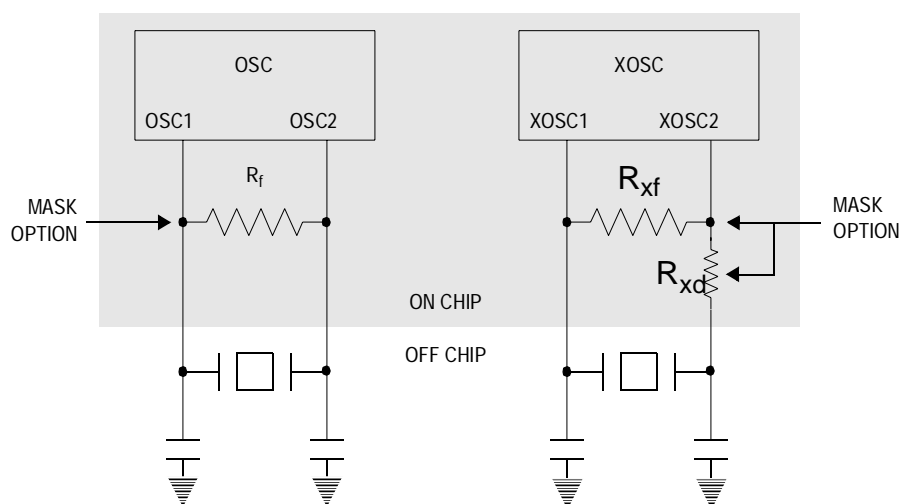 OSC
OSC1
OSC2
Rf
MASK
OPTION
XOSC
XOSC1
XOSC2
Rxf
Rxd
MASK
OPTION
ON CHIP
OFF CHIP